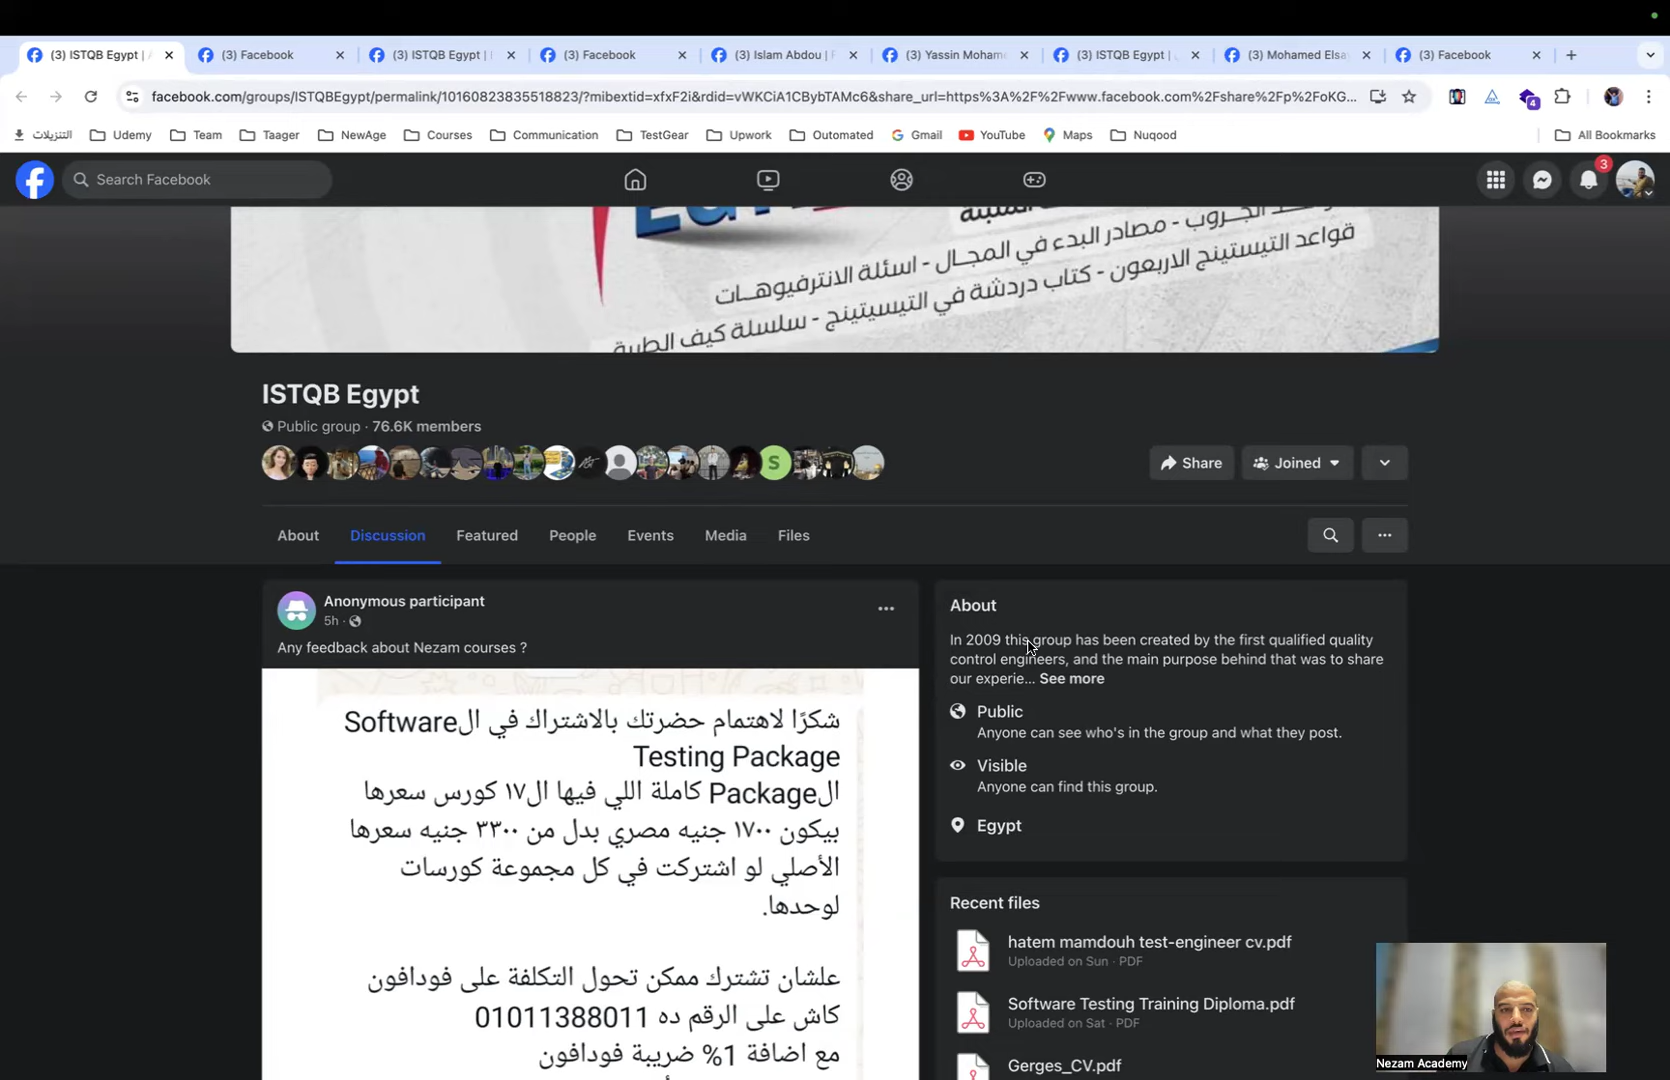 (3) ISTQB Egypt |
(3) Facebook
(3) ISTQB Egypt |
(3) Facebook
(3) Islam Abdou |
(3) Yassin Mohame
(3) ISTQB Egypt |
(3) Mohamed Elsa
(3) Facebook
facebook.com/groups/ISTQBEgypt/permalink/10160823835518823/?mibextid=xfxF2i&rdid=vWKCiA1CBybTAMc6&share_url=https%3A%2F%2Fwww.facebook.com%2Fshare%2Fp%2FoKG...
4
التنزيلات
Udemy
Team
Taager
NewAge
Courses
Communication
TestGear
Upwork
Outomated
Gmail
YouTube
Maps
Nuqood
All Bookmarks
Search Facebook
3
الجروب - مصادر البدء في المجال - اسئلة الانترفيوهات
قواعد التيستينج الاربعون - كتاب دردشة في التيسيتينج - سلسلة كيف الطيبة
ISTQB Egypt
Public group · 76.6K members
S
Share
Joined
About
Discussion
Featured
People
Events
Media
Files
Anonymous participant
5h ·
Any feedback about Nezam courses ?
شكرًا لاهتمام حضرتك بالاشتراك في الSoftware
Testing Package
الPackage كاملة اللي فيها ال١٧ كورس سعرها
بيكون ١٧٠٠ جنيه مصري بدل من ٣٣٠٠ جنيه سعرها
الأصلي لو اشتركت في كل مجموعة كورسات
لوحدها.
علشان تشترك ممكن تحول التكلفة على فودافون
كاش على الرقم ده 01011388011
مع اضافة 1% ضريبة فودافون
About
In 2009 this group has been created by the first qualified quality
control engineers, and the main purpose behind that was to share
our experie... See more
Public
Anyone can see who's in the group and what they post.
Visible
Anyone can find this group.
Egypt
Recent files
hatem mamdouh test-engineer cv.pdf
Uploaded on Sun · PDF
Software Testing Training Diploma.pdf
Uploaded on Sat · PDF
Gerges_CV.pdf
Nezam Academy